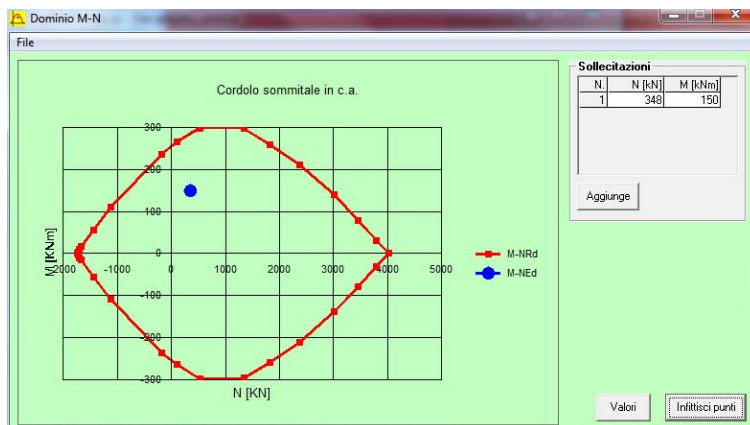 Dominio M-N
File
Cordolo sommitale in c.a.
300
200
100
0
-100
-200
-300
M [KNm]
-2000
-1000
0
1000
2000
3000
4000
5000
N [KN]
M-NRd
M-NEd
Sollecitazioni
N. N [kN] M [kNm]
1 348 150
Aggiunge
Valori
Infittisci punti